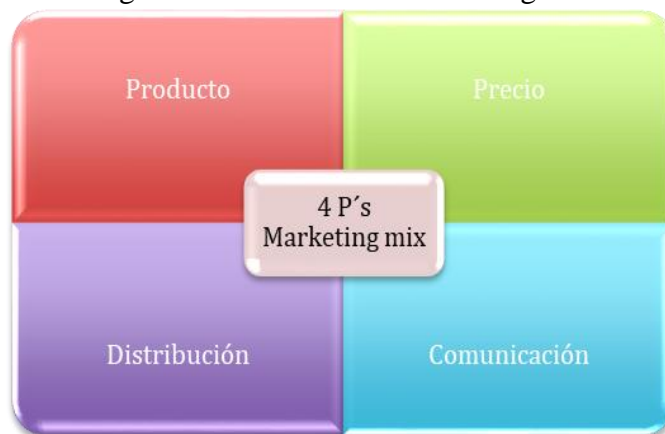 Producto
Precio
4 P´s
Marketing mix
Distribución
Comunicación